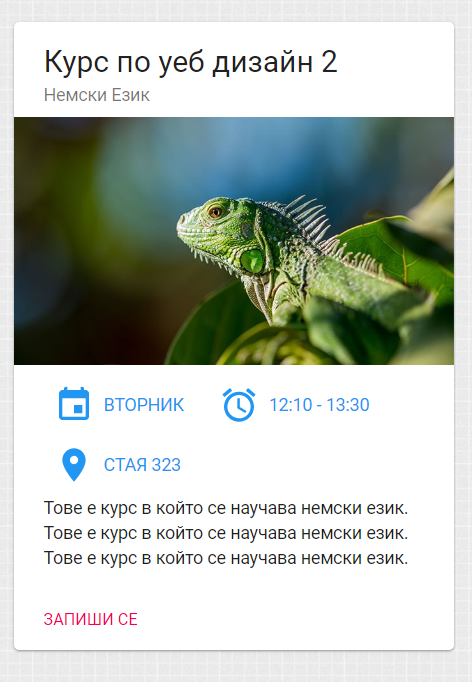 Курс по уеб дизайн 2
Немски Език
ВТОРНИК
12:10 - 13:30
СТАЯ 323
Тове е курс в който се научава немски език.
Тове е курс в който се научава немски език.
Тове е курс в който се научава немски език.
ЗАПИШИ СЕ